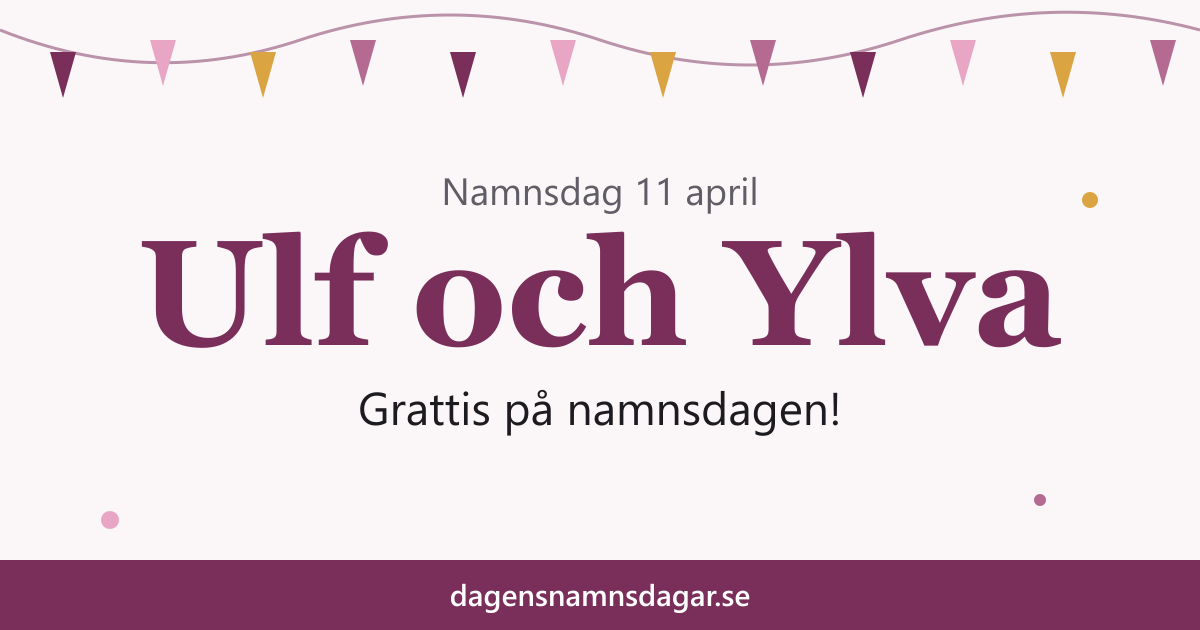 Namnsdag 11 april
Ulf och Ylva
Grattis på namnsdagen!
dagensnamnsdagar.se